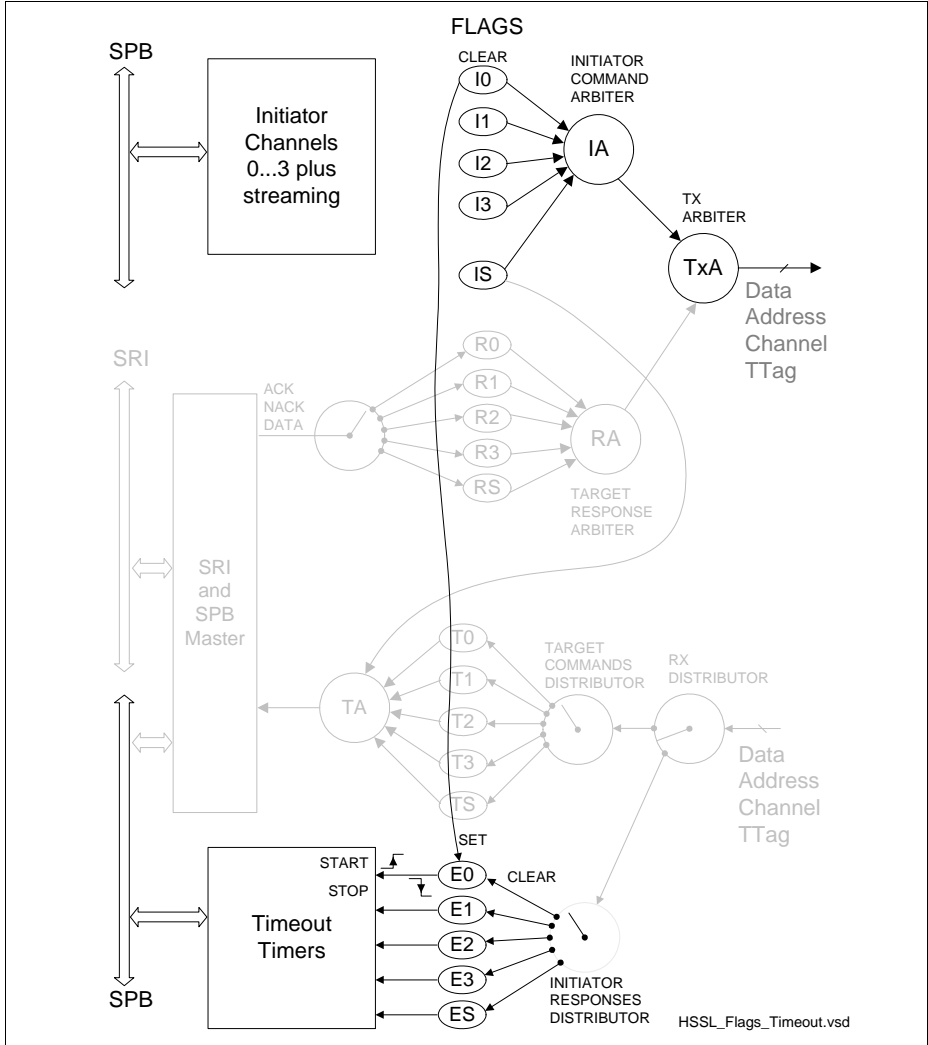 FLAGS
SPB
CLEAR
INITIATOR
COMMAND
ARBITER
Initiator
Channels
0...3 plus
streaming
I0
I1
I2
I3
IS
IA
TX
ARBITER
TxA
Data
Address
Channel
TTag
SRI
ACK
NACK
DATA
R0
R1
R2
R3
RS
RA
TARGET
RESPONSE
ARBITER
SRI
and
SPB
Master
TA
T0
T1
T2
T3
TS
TARGET
COMMANDS
DISTRIBUTOR
RX
DISTRIBUTOR
Data
Address
Channel
TTag
SET
START
STOP
Timeout
Timers
E0
E1
E2
E3
ES
CLEAR
INITIATOR
RESPONSES
DISTRIBUTOR
SPB
HSSL_Flags_Timeout.vsd